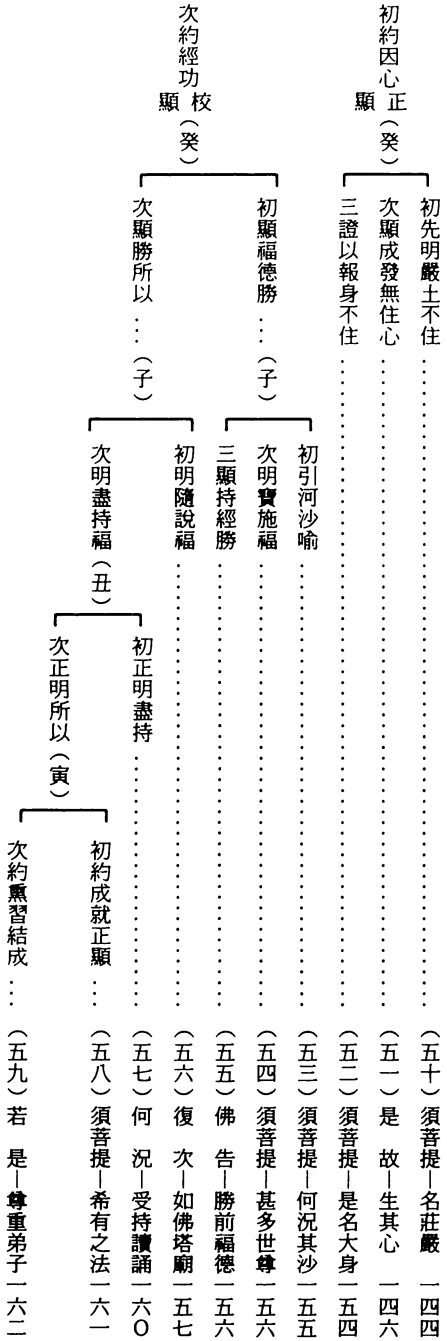 初約因心正顯（癸）
初先明嚴土不住……（五十）須菩提—名莊嚴 一四四
次顯成發無住心……（五一）是 故—生其心 一四六
三證以報身不住……（五二）須菩提—是名大身 一五四
次約經功校顯（癸）
初顯福德勝…（子）
初引河沙喻……（五三）須菩提—何況其沙 一五五
次明寶施福……（五四）須菩提—甚多世尊 一五六
三顯持經勝……（五五）佛 告—勝前福德 一五六
次顯勝所以…（子）
初明隨說福……（五六）復 次—如佛塔廟 一五七
次明盡持福（丑）
初正明盡持……（五七）何 況—受持讀誦 一六０
次正明所以（寅）
初約成就正顯…（五八）須菩提—希有之法 一六一
次約熏習結成…（五九）若 是—尊重弟子 一六二